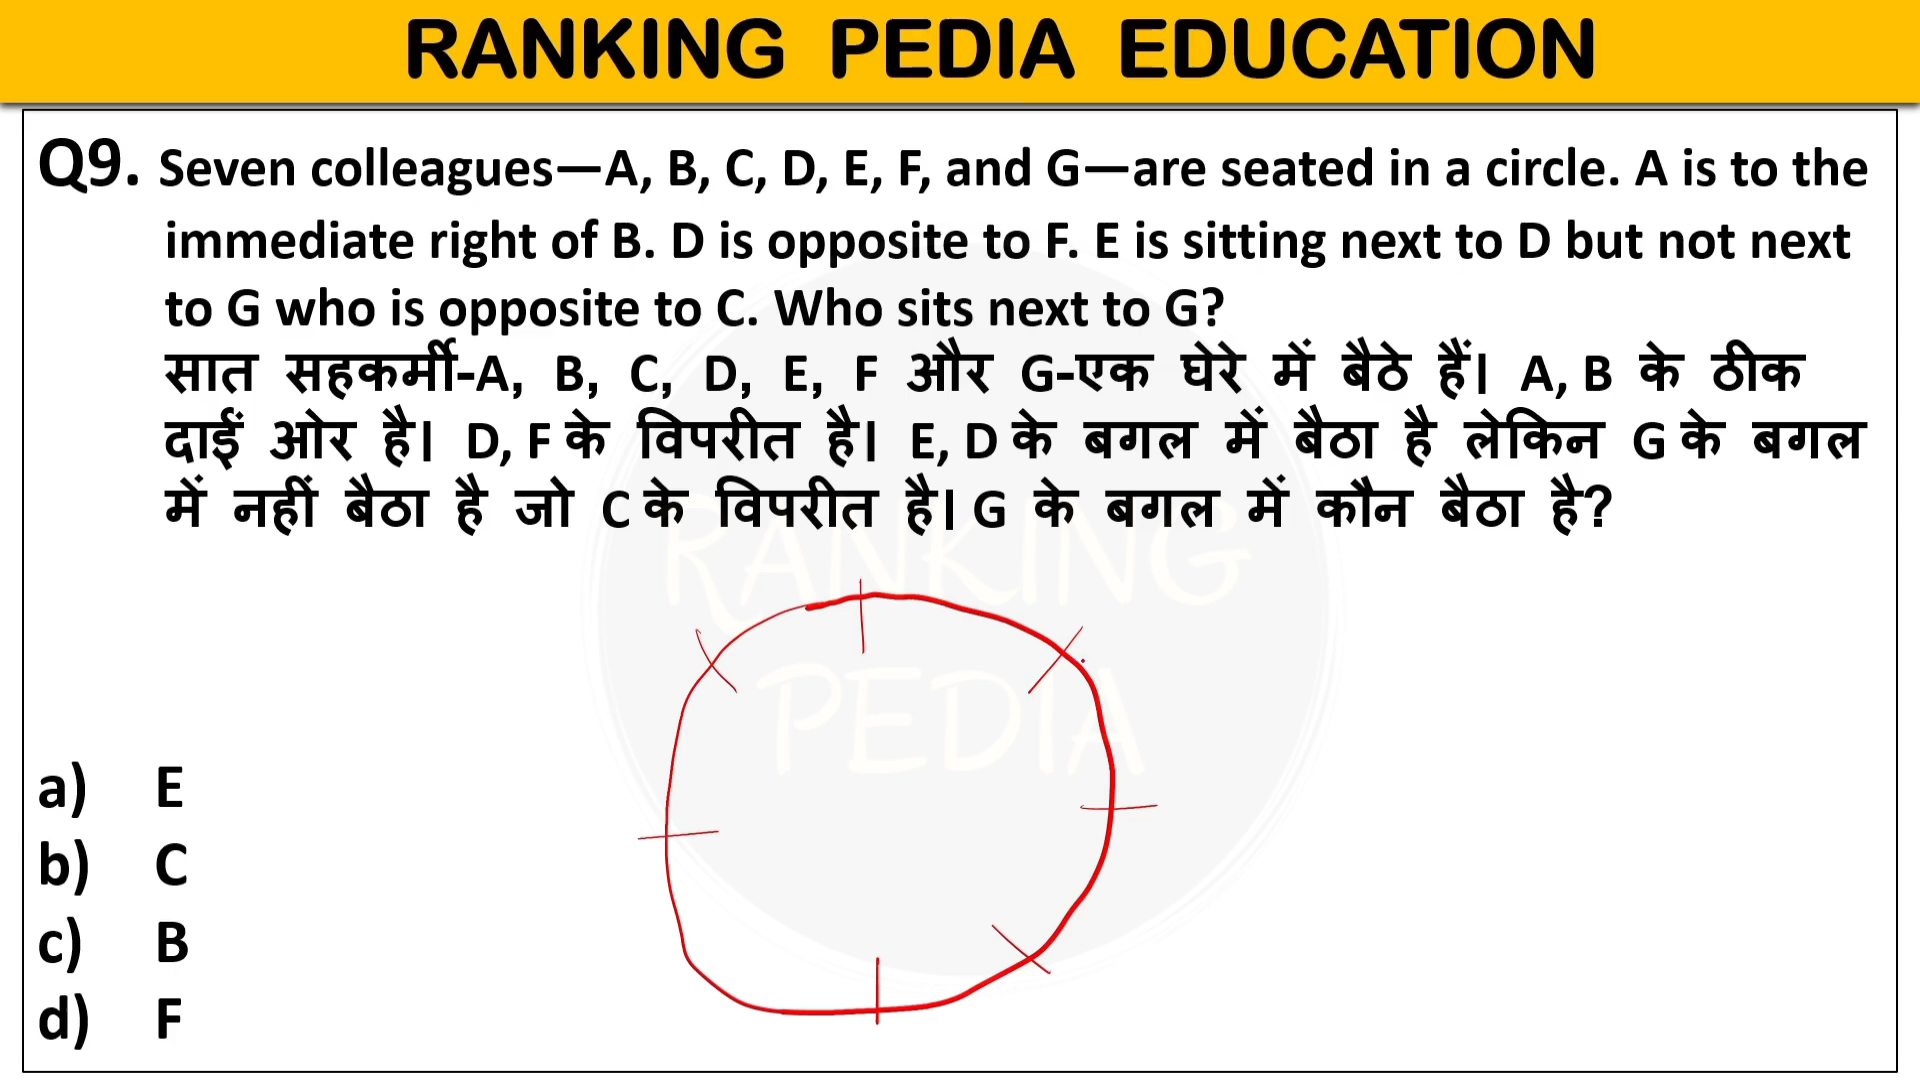 RANKING PEDIA EDUCATION
Q9. Seven colleagues—A, B, C, D, E, F, and G—are seated in a circle. A is to the
immediate right of B. D is opposite to F. E is sitting next to D but not next
to G who is opposite to C. Who sits next to G?
सात सहकर्मी-A, B, C, D, E, F और G-एक घेरे में बैठे हैं। A, B के ठीक
दाईं ओर है। D, F के विपरीत है। E, D के बगल में बैठा है लेकिन G के बगल
में नहीं बैठा है जो C के विपरीत है। G के बगल में कौन बैठा है?
RANKING
PEDIA
a) E
b) C
c) B
d) F